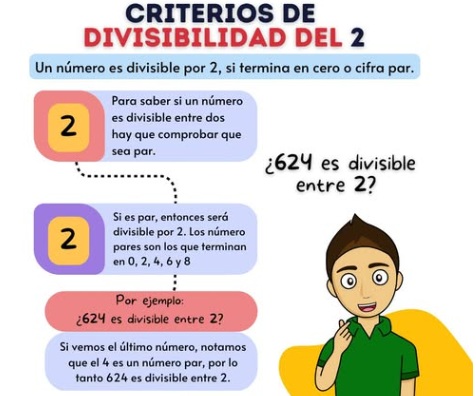 CRITERIOS DE
DIVISIBILIDAD DEL 2
Un número es divisible por 2, si termina en cero o cifra par.
2
Para saber si un número
es divisible entre dos
hay que comprobar que
sea par.
¿624 es divisible
entre 2?
2
Si es par, entonces será
divisible por 2. Los número
pares son los que terminan
en 0, 2, 4, 6 y 8
Por ejemplo:
¿624 es divisible entre 2?
Si vemos el último número, notamos
que el 4 es un número par, por lo
tanto 624 es divisible entre 2.